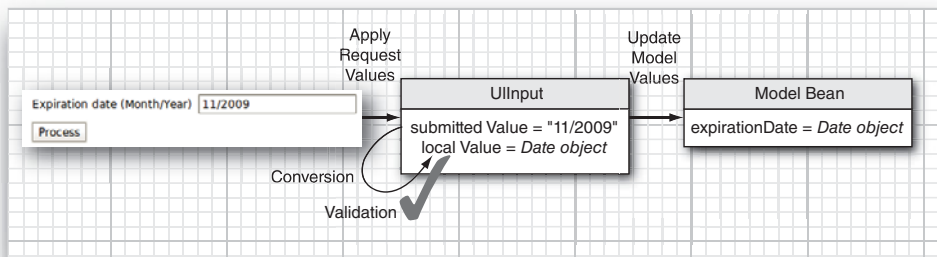 Apply
Request
Values
Update
Model
Values
Expiration date (Month/Year) 11/2009
Process
UIInput
submitted Value = "11/2009"
local Value = Date object
Model Bean
expirationDate = Date object
Conversion
Validation